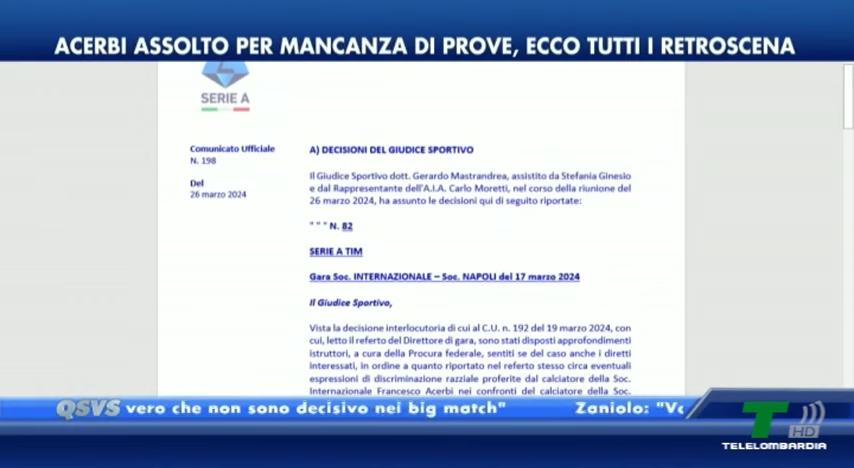 ACERBI ASSOLTO PER MANCANZA DI PROVE, ECCO TUTTI I RETROSCENA
SERIE A
Comunicato Ufficiale
N. 198
Del
26 marzo 2024
A) DECISIONI DEL GIUDICE SPORTIVO
Il Giudice Sportivo dott. Gerardo Mastrandrea, assistito da Stefania Ginesio
e dal Rappresentante dell'A.I.A. Carlo Moretti, nel corso della riunione del
26 marzo 2024, ha assunto le decisioni qui di seguito riportate:
" " " N. 82
SERIE A TIM
Gara Soc. INTERNAZIONALE – Soc. NAPOLI del 17 marzo 2024
Il Giudice Sportivo,
Vista la decisione interlocutoria di cui al C.U. n. 192 del 19 marzo 2024, con
cui, letto il referto del Direttore di gara, sono stati disposti approfondimenti
istruttori, a cura della Procura federale, sentiti se del caso anche i diretti
interessati, in ordine a quanto riportato nel referto stesso circa eventuali
espressioni di discriminazione razziale proferite dal calciatore della Soc.
Internazionale Francesco Acerbi nei confronti del calciatore della Soc.
QSVS vero che non sono decisivo nei big match" Zaniolo: "Vo
T HD
TELELOMBARDIA